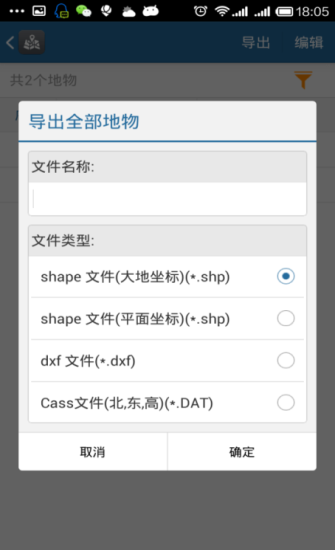 18:05
导出 编辑
共2个地物
导出全部地物
文件名称:
文件类型:
shape 文件(大地坐标)(*.shp)
shape 文件(平面坐标)(*.shp)
dxf 文件(*.dxf)
Cass文件(北,东,高)(*.DAT)
取消 确定